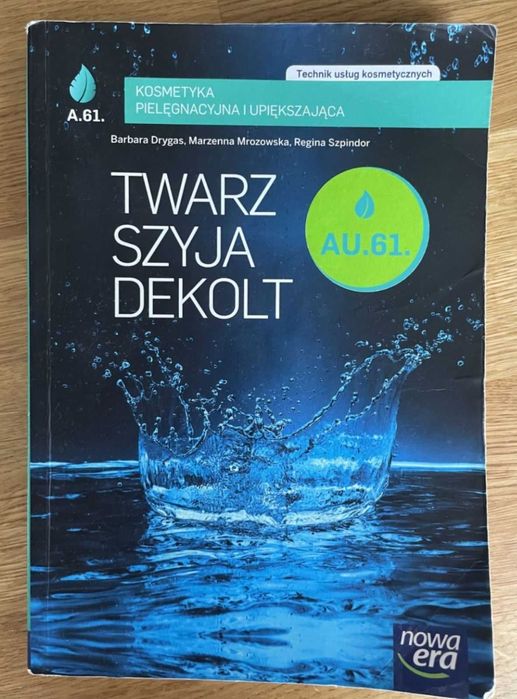 Technik usług kosmetycznych
A.61.
KOSMETYKA
PIELĘGNACYJNA I UPIĘKSZAJĄCA
Barbara Drygas, Marzenna Mrozowska, Regina Szpindor
TWARZ
SZYJA
DEKOLT
AU.61.
nowa
era